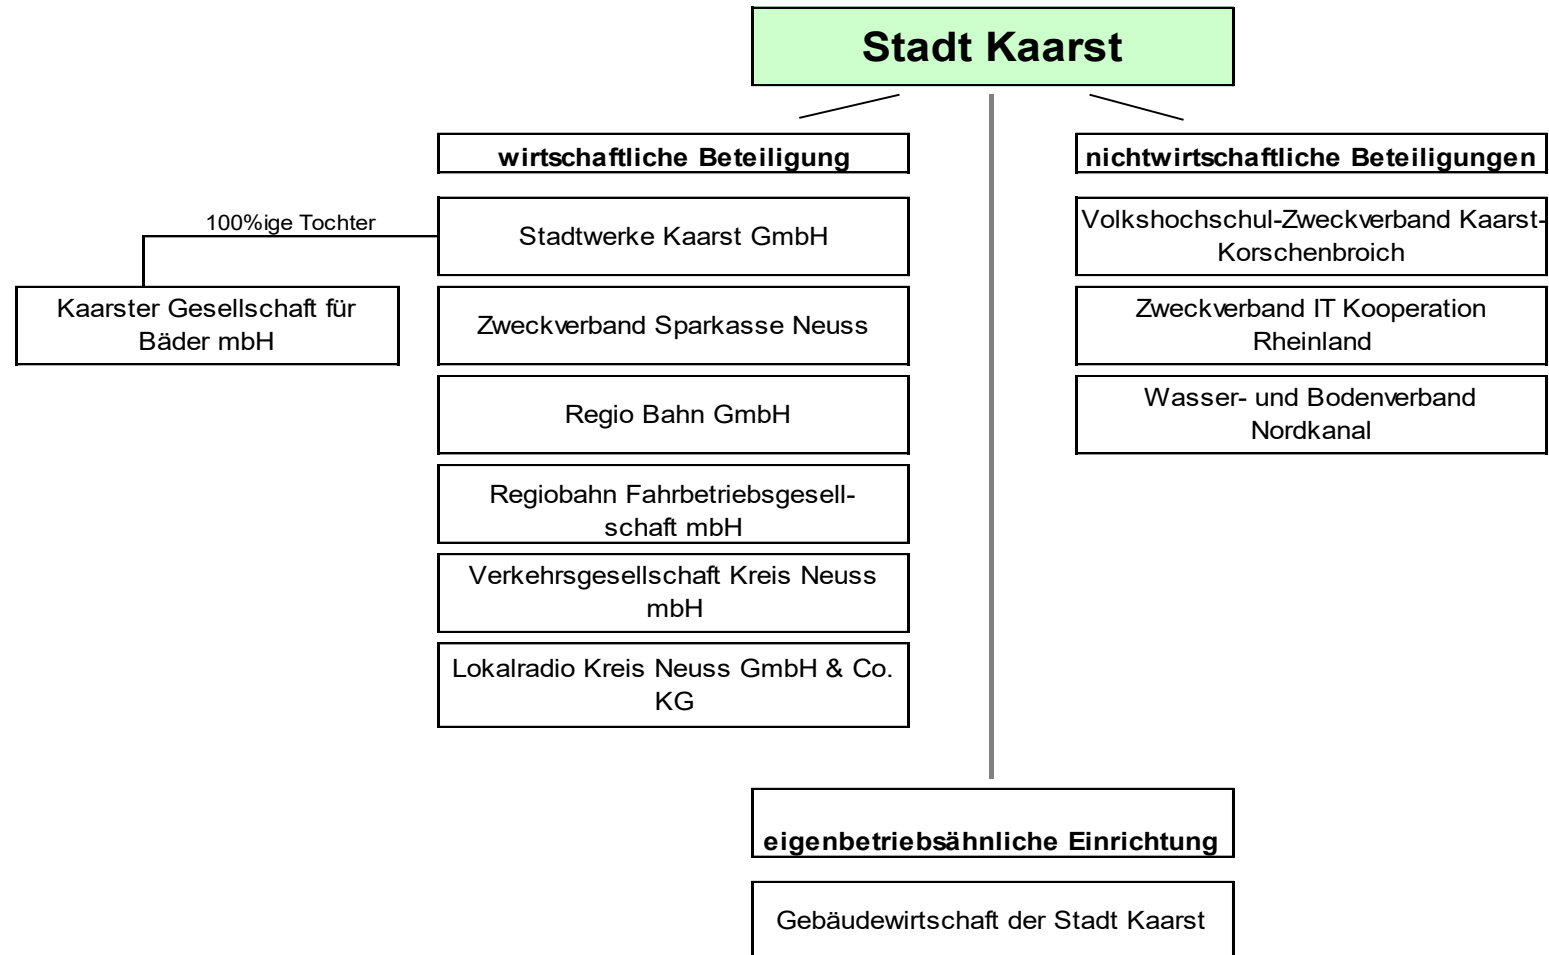 Stadt Kaarst
wirtschaftliche Beteiligung
nichtwirtschaftliche Beteiligungen
100%ige Tochter
Stadtwerke Kaarst GmbH
Volkshochschul-Zweckverband Kaarst-
Korschenbroich
Kaarster Gesellschaft für
Bäder mbH
Zweckverband Sparkasse Neuss
Zweckverband IT Kooperation
Rheinland
Regio Bahn GmbH
Wasser- und Bodenverband
Nordkanal
Regiobahn Fahrbetriebsgesell-
schaft mbH
Verkehrsgesellschaft Kreis Neuss
mbH
Lokalradio Kreis Neuss GmbH & Co.
KG
eigenbetriebsähnliche Einrichtung
Gebäudewirtschaft der Stadt Kaarst